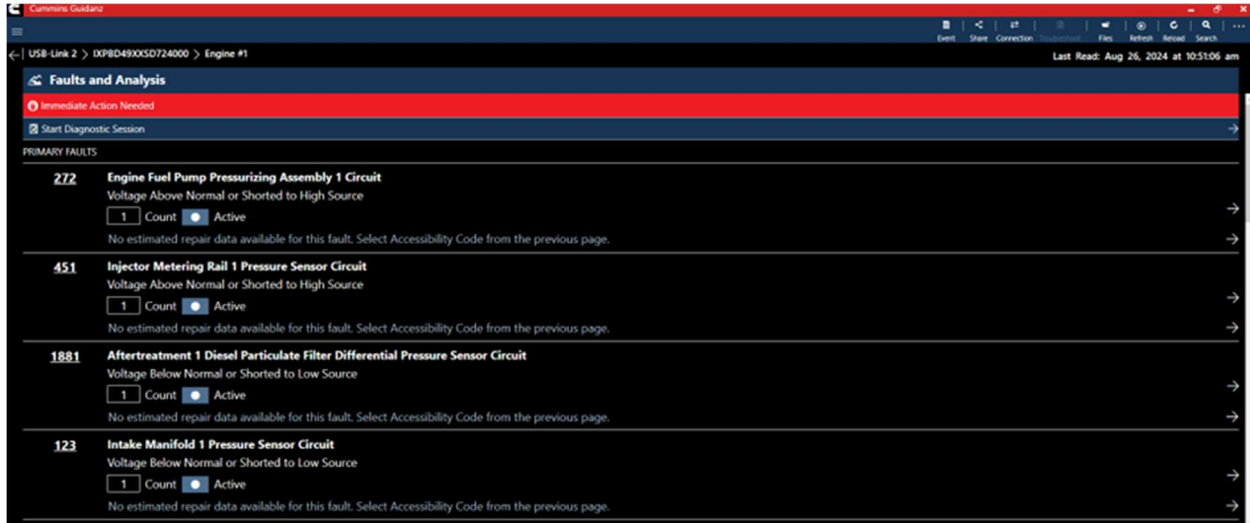 Cummins Guidanz
Event Share Connection Troubleshoot Files Refresh Reload Search
USB-Link 2 > IXPBD49XXSD724000 > Engine #1
Last Read: Aug 26, 2024 at 10:51:06 am
Faults and Analysis
Immediate Action Needed
Start Diagnostic Session
PRIMARY FAULTS
272 Engine Fuel Pump Pressurizing Assembly 1 Circuit
Voltage Above Normal or Shorted to High Source
1 Count Active
No estimated repair data available for this fault. Select Accessibility Code from the previous page.
451 Injector Metering Rail 1 Pressure Sensor Circuit
Voltage Above Normal or Shorted to High Source
1 Count Active
No estimated repair data available for this fault. Select Accessibility Code from the previous page.
1881 Aftertreatment 1 Diesel Particulate Filter Differential Pressure Sensor Circuit
Voltage Below Normal or Shorted to Low Source
1 Count Active
No estimated repair data available for this fault. Select Accessibility Code from the previous page.
123 Intake Manifold 1 Pressure Sensor Circuit
Voltage Below Normal or Shorted to Low Source
1 Count Active
No estimated repair data available for this fault. Select Accessibility Code from the previous page.